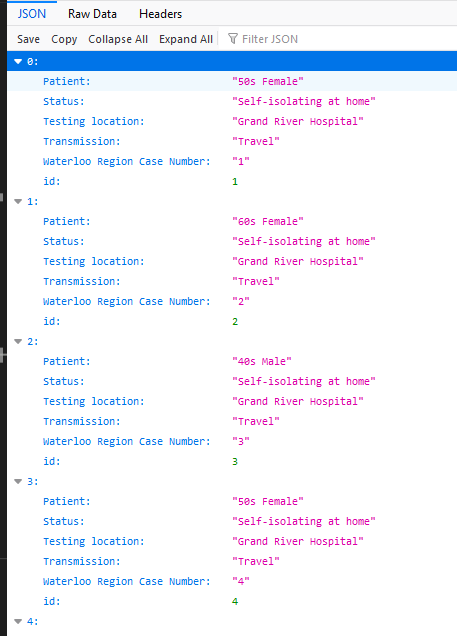 JSON Raw Data Headers
Save Copy Collapse All Expand All Filter JSON
0:
Patient: "50s Female"
Status: "Self-isolating at home"
Testing location: "Grand River Hospital"
Transmission: "Travel"
Waterloo Region Case Number: "1"
id: 1
1:
Patient: "60s Female"
Status: "Self-isolating at home"
Testing location: "Grand River Hospital"
Transmission: "Travel"
Waterloo Region Case Number: "2"
id: 2
2:
Patient: "40s Male"
Status: "Self-isolating at home"
Testing location: "Grand River Hospital"
Transmission: "Travel"
Waterloo Region Case Number: "3"
id: 3
3:
Patient: "50s Female"
Status: "Self-isolating at home"
Testing location: "Grand River Hospital"
Transmission: "Travel"
Waterloo Region Case Number: "4"
id: 4
4: